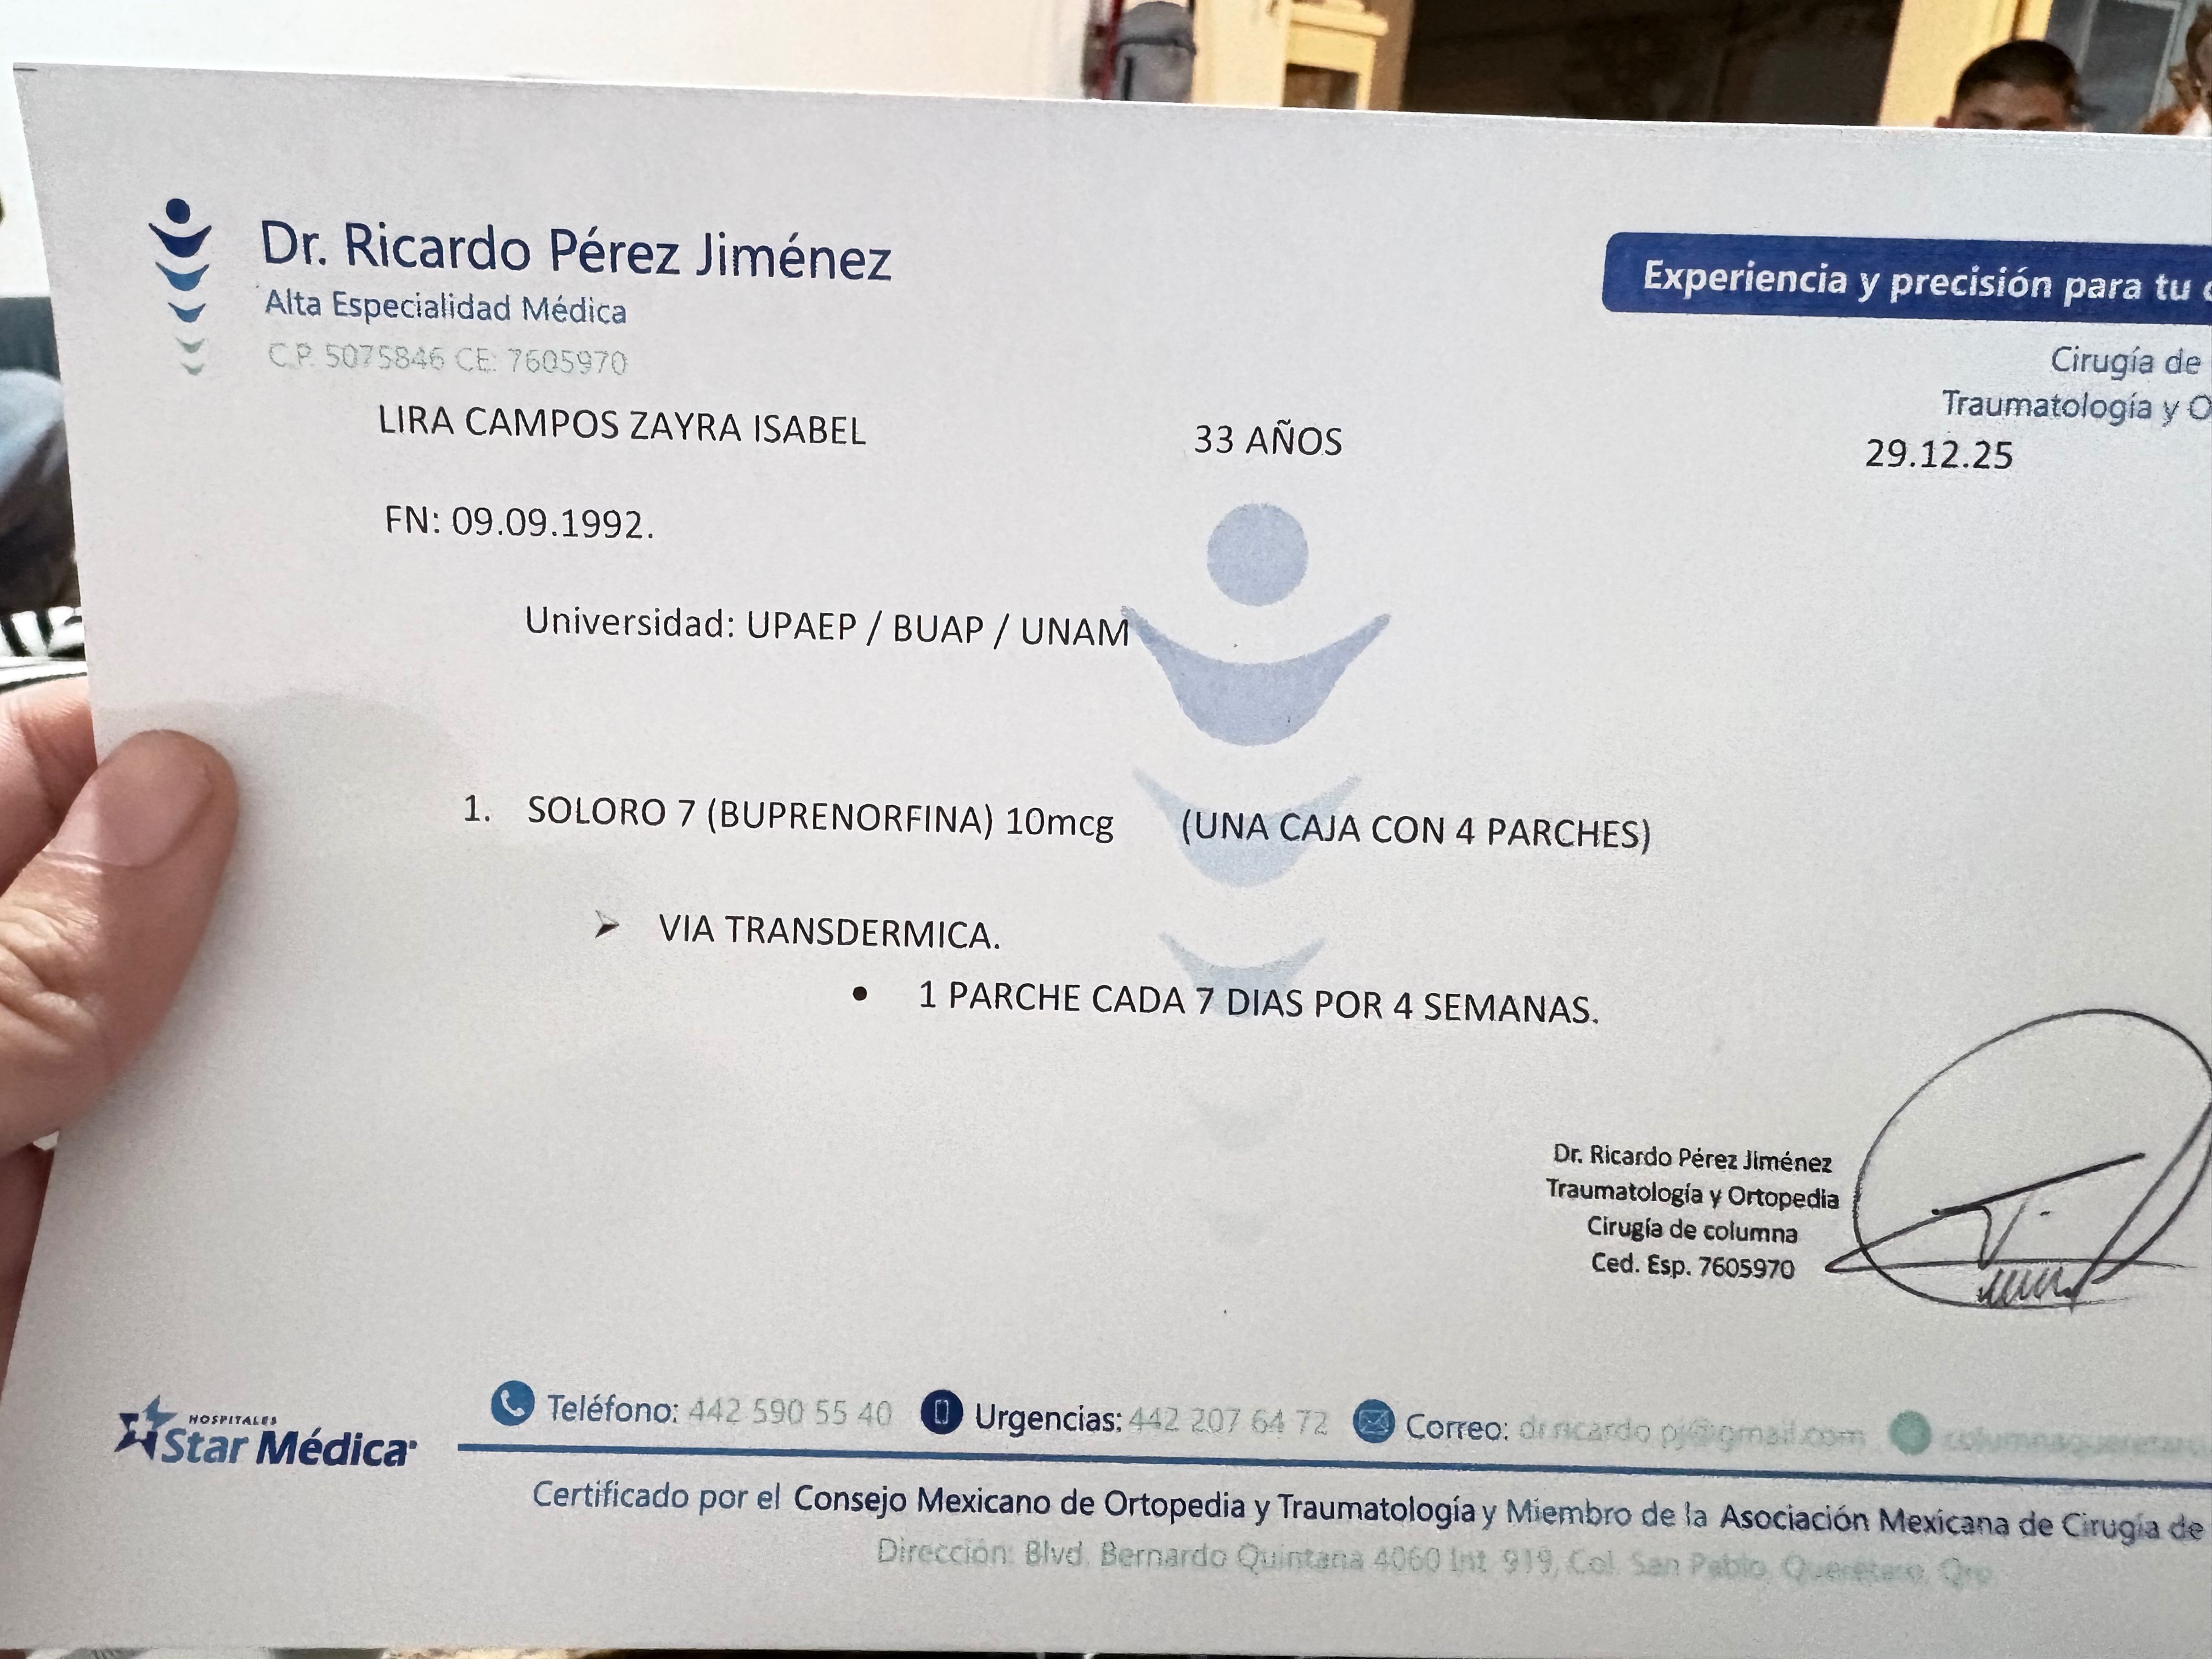 Dr. Ricardo Pérez Jiménez
Experiencia y precisión para tu
Alta Especialidad Médica
C.P. 5075846 CE: 7605970
Cirugía de
Traumatología y O
LIRA CAMPOS ZAYRA ISABEL 33 AÑOS 29.12.25
FN: 09.09.1992.
Universidad: UPAEP / BUAP / UNAM
1. SOLORO 7 (BUPRENORFINA) 10mcg (UNA CAJA CON 4 PARCHES)
➢ VIA TRANSDERMICA.
• 1 PARCHE CADA 7 DIAS POR 4 SEMANAS.
Dr. Ricardo Pérez Jiménez
Traumatología y Ortopedia
Cirugía de columna
Ced. Esp. 7605970
HOSPITALES
Star Médica
Teléfono: 442 590 55 40 Urgencias: 442 207 64 72 Correo: dr.ricardo.pj@gmail.com
Certificado por el Consejo Mexicano de Ortopedia y Traumatología y Miembro de la Asociación Mexicana de Cirugía de
Dirección: Blvd. Bernardo Quintana 4060 Int. 919, Col. San Pablo, Querétaro, Qro